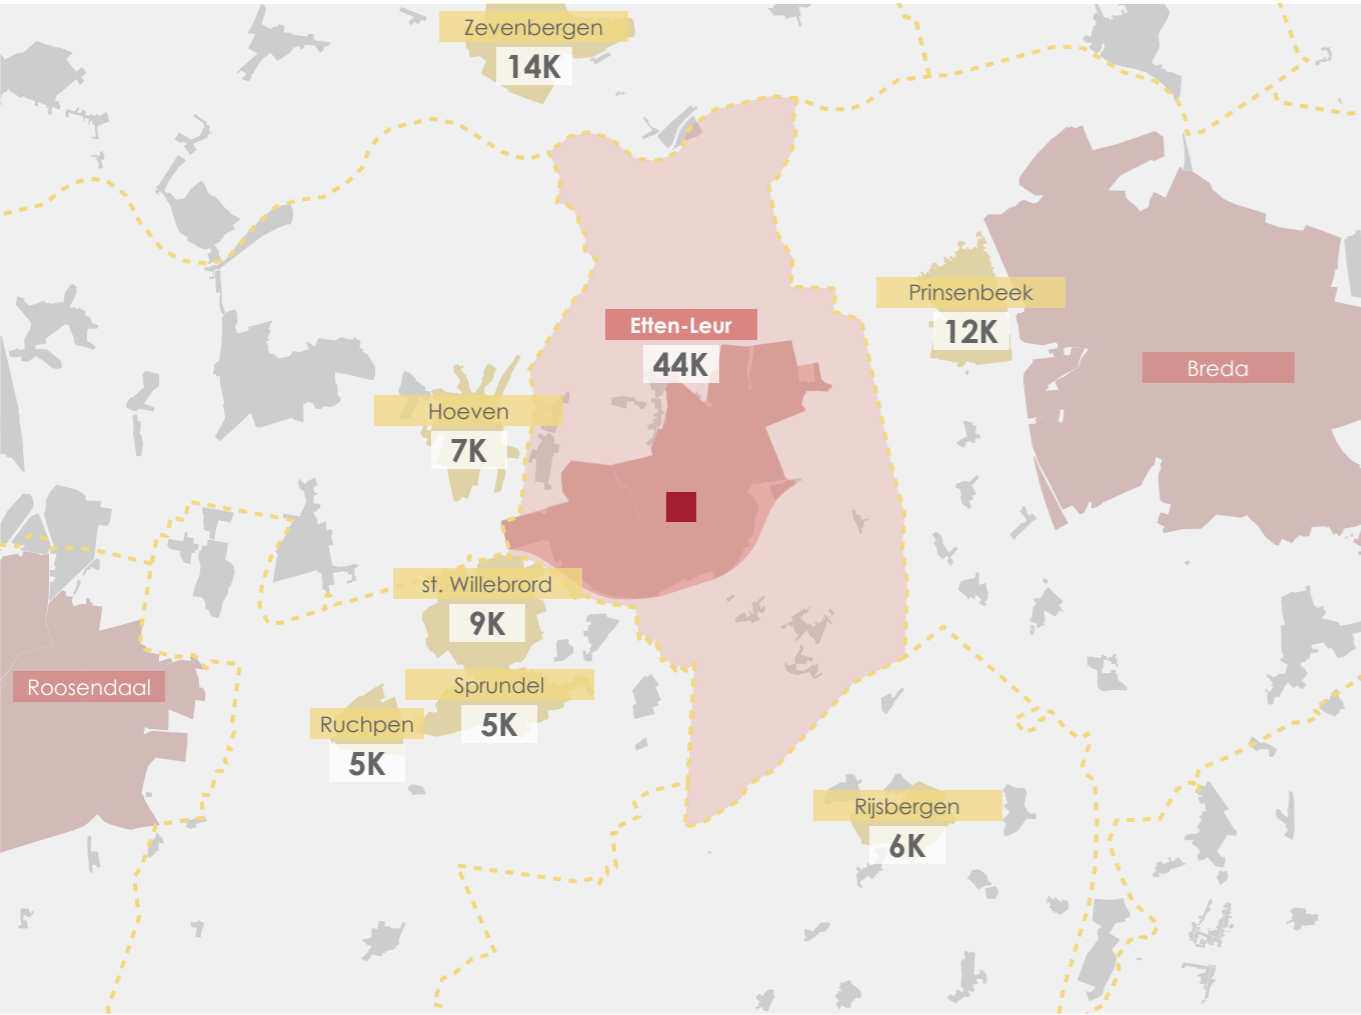 Zevenbergen
14K
Prinsenbeek
12K
Etten-Leur
44K
Breda
Hoeven
7K
st. Willebrord
9K
Roosendaal
Sprundel
5K
Ruchpen
5K
Rijsbergen
6K